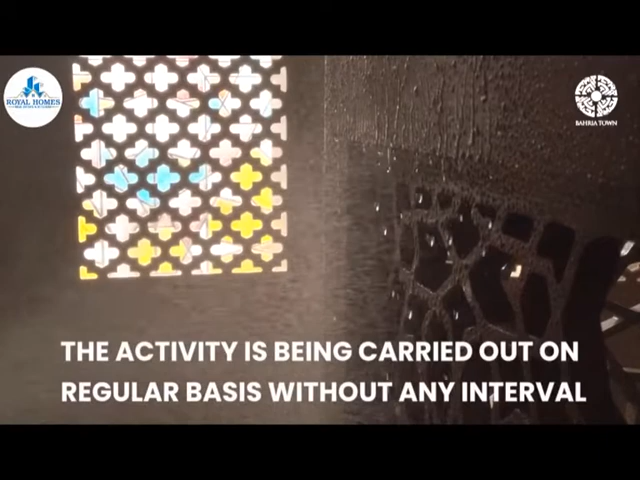 ROYAL HOMES
BAHRIA TOWN
THE ACTIVITY IS BEING CARRIED OUT ON
REGULAR BASIS WITHOUT ANY INTERVAL